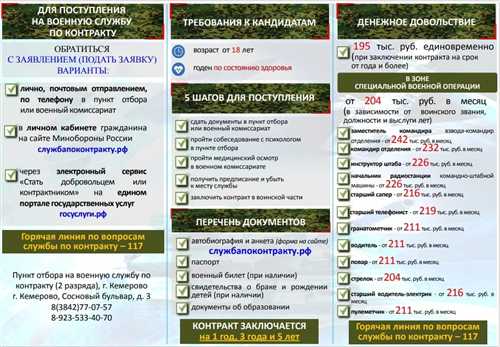 ДЛЯ ПОСТУПЛЕНИЯ
НА ВОЕННУЮ СЛУЖБУ
ПО КОНТРАКТУ
ОБРАТИТЬСЯ
С ЗАЯВЛЕНИЕМ (ПОДАТЬ ЗАЯВКУ)
ВАРИАНТЫ:
лично, почтовым отправлением,
по телефону в пункт отбора
или военный комиссариат
в личном кабинете гражданина
на сайте Минобороны России
службапоконтракту.рф
через электронный сервис
«Стать добровольцем или
контрактником» на едином
портале государственных услуг
госуслуги.рф
Горячая линия по вопросам
службы по контракту – 117
Пункт отбора на военную службу по
контракту (2 разряда), г. Кемерово
г. Кемерово, Сосновый бульвар, д. 3
8(3842)77-07-57
8-923-533-40-70
ТРЕБОВАНИЯ К КАНДИДАТАМ
возраст от 18 лет
годен по состоянию здоровья
5 ШАГОВ ДЛЯ ПОСТУПЛЕНИЯ
сдать документы в пункт отбора
или военный комиссариат
пройти собеседование с психологом
в пункте отбора
пройти медицинский осмотр
в военном комиссариате
получить предписание и убыть
к месту службы
заключить контракт в воинской части
ПЕРЕЧЕНЬ ДОКУМЕНТОВ
автобиография и анкета (форма на сайте)
службапоконтракту.рф
паспорт
военный билет (при наличии)
свидетельства о браке и рождении
детей (при наличии)
документы об образовании
КОНТРАКТ ЗАКЛЮЧАЕТСЯ
на 1 год, 3 года и 5 лет
ДЕНЕЖНОЕ ДОВОЛЬСТВИЕ
195 тыс. руб. единовременно
(при заключении контракта на срок
от года и более)
В ЗОНЕ
СПЕЦИАЛЬНОЙ ВОЕННОЙ ОПЕРАЦИИ
от 204 тыс. руб. в месяц
(в зависимости от воинского звания,
должности и выслуги лет)
заместитель командира взвода-командир
отделения - от 242 тыс. руб. в месяц
командир отделения - от 232 тыс. руб. в месяц
инструктор штаба - от 226 тыс. руб. в месяц
начальник радиостанции командно-штабной
машины - от 226 тыс. руб. в месяц
старший сапер - от 216 тыс. руб. в месяц
старший телефонист - от 219 тыс. руб. в месяц
гранатометчик - от 211 тыс. руб. в месяц
водитель - от 211 тыс. руб. в месяц
повар - от 211 тыс. руб. в месяц
стрелок - от 204 тыс. руб. в месяц
старший водитель-электрик - от 216 тыс. руб. в месяц
пулеметчик - от 211 тыс. руб. в месяц
Горячая линия по вопросам
службы по контракту – 117